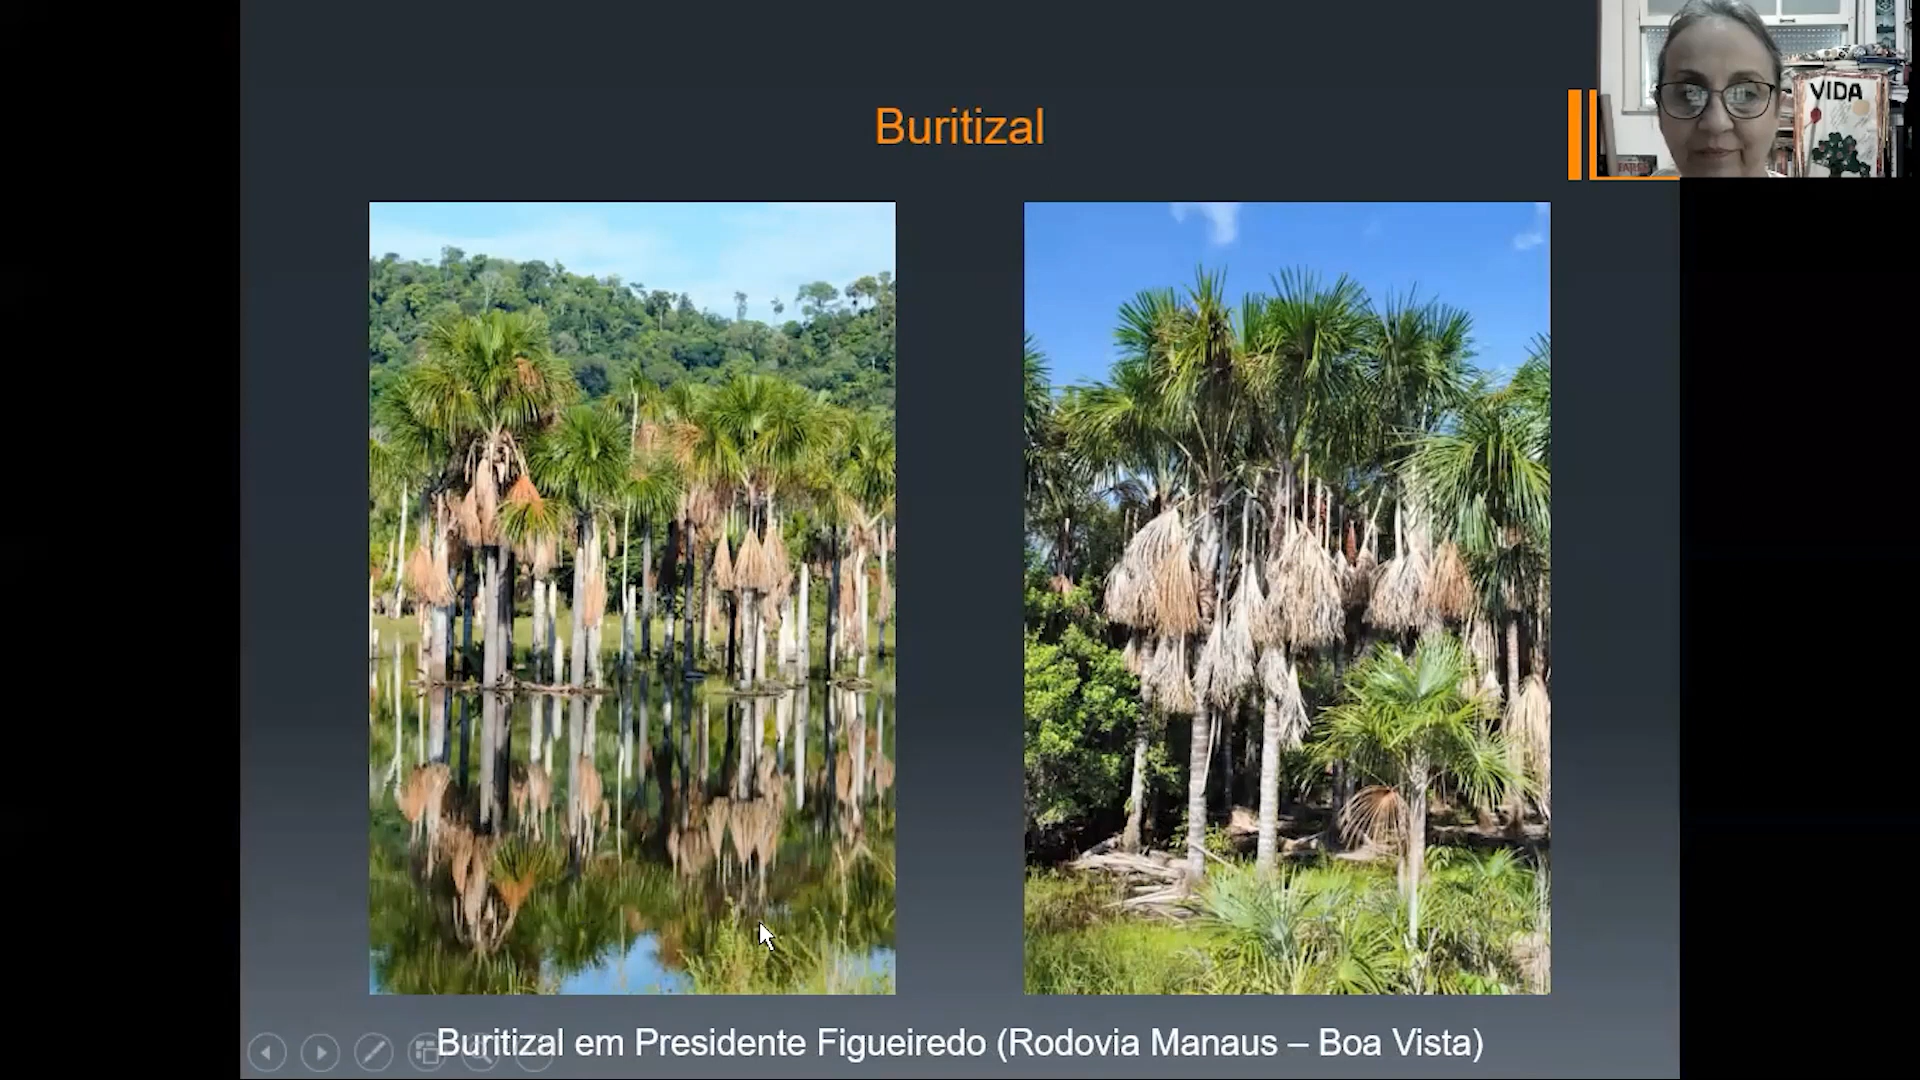 Buritizal
VIDA
Buritizal em Presidente Figueiredo (Rodovia Manaus – Boa Vista)